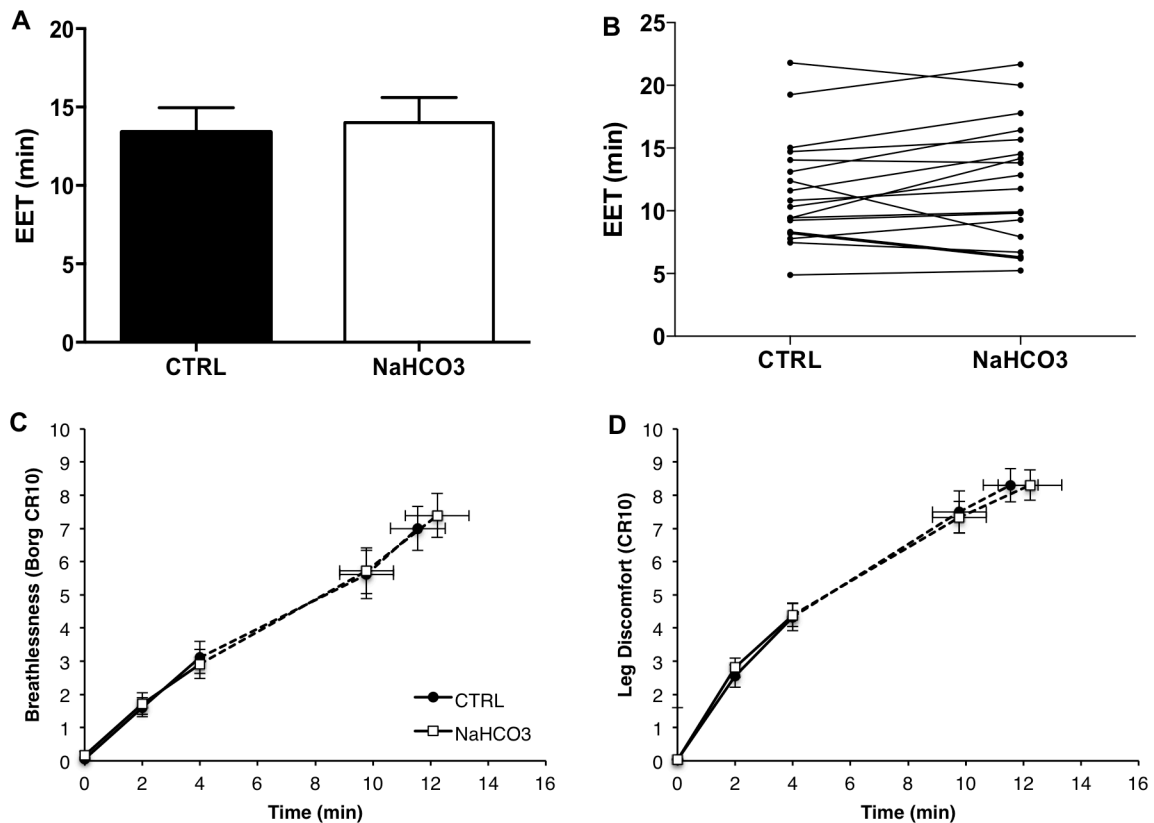 A
EET (min)
20
15
10
5
0
CTRL
NaHCO3
B
EET (min)
25
20
15
10
5
0
CTRL
NaHCO3
C
Breathlessness (Borg CR10)
10
9
8
7
6
5
4
3
2
1
0
CTRL
NaHCO3
0 2 4 6 8 10 12 14 16
Time (min)
D
Leg Discomfort (CR10)
10
9
8
7
6
5
4
3
2
1
0
0 2 4 6 8 10 12 14 16
Time (min)